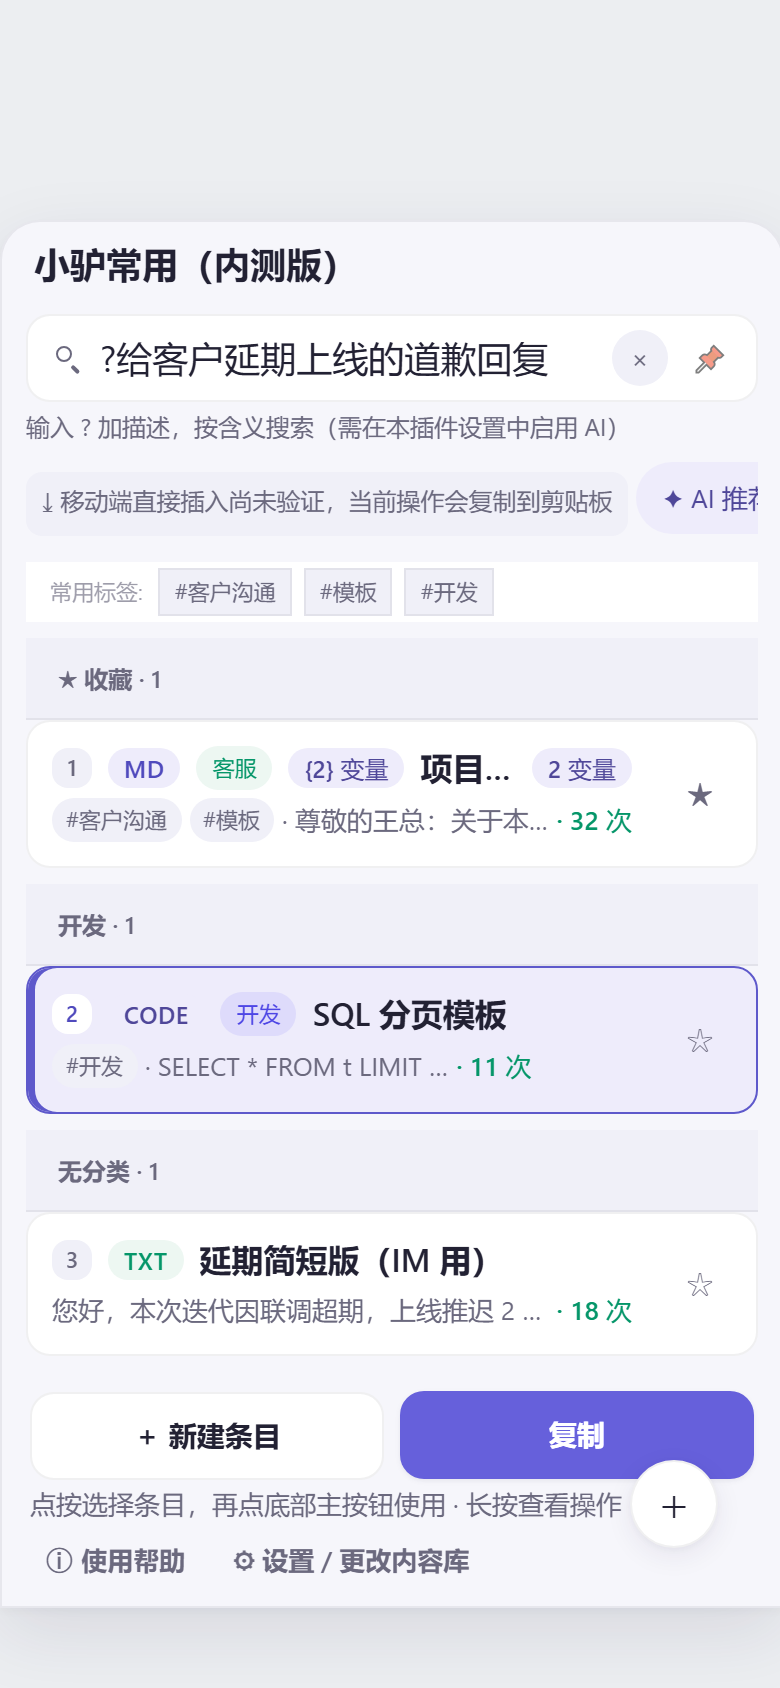 小驴常用（内测版）
?给客户延期上线的道歉回复 ×
输入 ? 加描述，按含义搜索（需在本插件设置中启用 AI）
↓ 移动端直接插入尚未验证，当前操作会复制到剪贴板 ✦ AI 推荐
常用标签: #客户沟通 #模板 #开发
★ 收藏 · 1
1 MD 客服 {2} 变量 项目... 2 变量
#客户沟通 #模板 · 尊敬的王总：关于本... · 32 次
开发 · 1
2 CODE 开发 SQL 分页模板
#开发 · SELECT * FROM t LIMIT ... · 11 次
无分类 · 1
3 TXT 延期简短版（IM 用）
您好，本次迭代因联调超期，上线推迟 2 ... · 18 次
+ 新建条目 复制
点按选择条目，再点底部主按钮使用 · 长按查看操作 +
ⓘ 使用帮助 ⚙ 设置 / 更改内容库